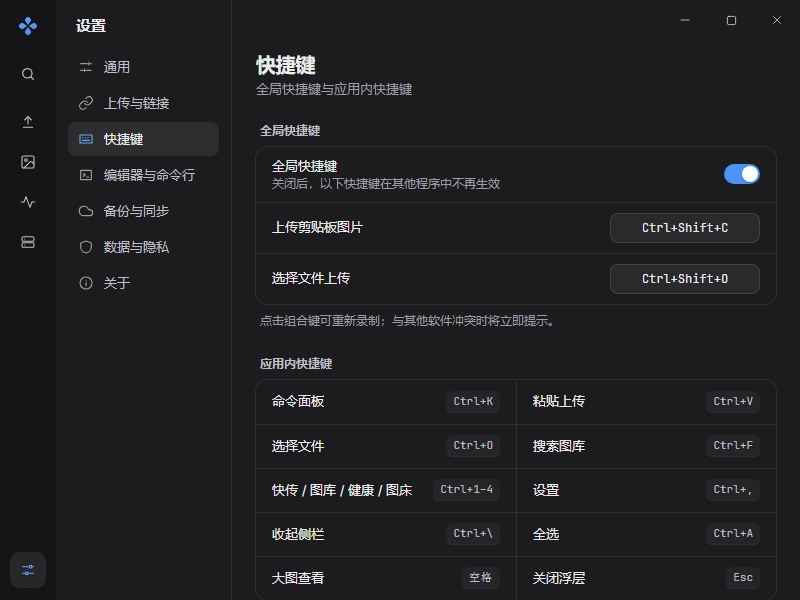 设置
通用
上传与链接
快捷键
编辑器与命令行
备份与同步
数据与隐私
关于
快捷键
全局快捷键与应用内快捷键
全局快捷键
全局快捷键
关闭后，以下快捷键在其他程序中不再生效
上传剪贴板图片 Ctrl+Shift+C
选择文件上传 Ctrl+Shift+O
点击组合键可重新录制；与其他软件冲突时将立即提示。
应用内快捷键
命令面板 Ctrl+K 粘贴上传 Ctrl+V
选择文件 Ctrl+O 搜索图库 Ctrl+F
快传 / 图库 / 健康 / 图床 Ctrl+1-4 设置 Ctrl+,
收起侧栏 Ctrl+\ 全选 Ctrl+A
大图查看 空格 关闭浮层 Esc